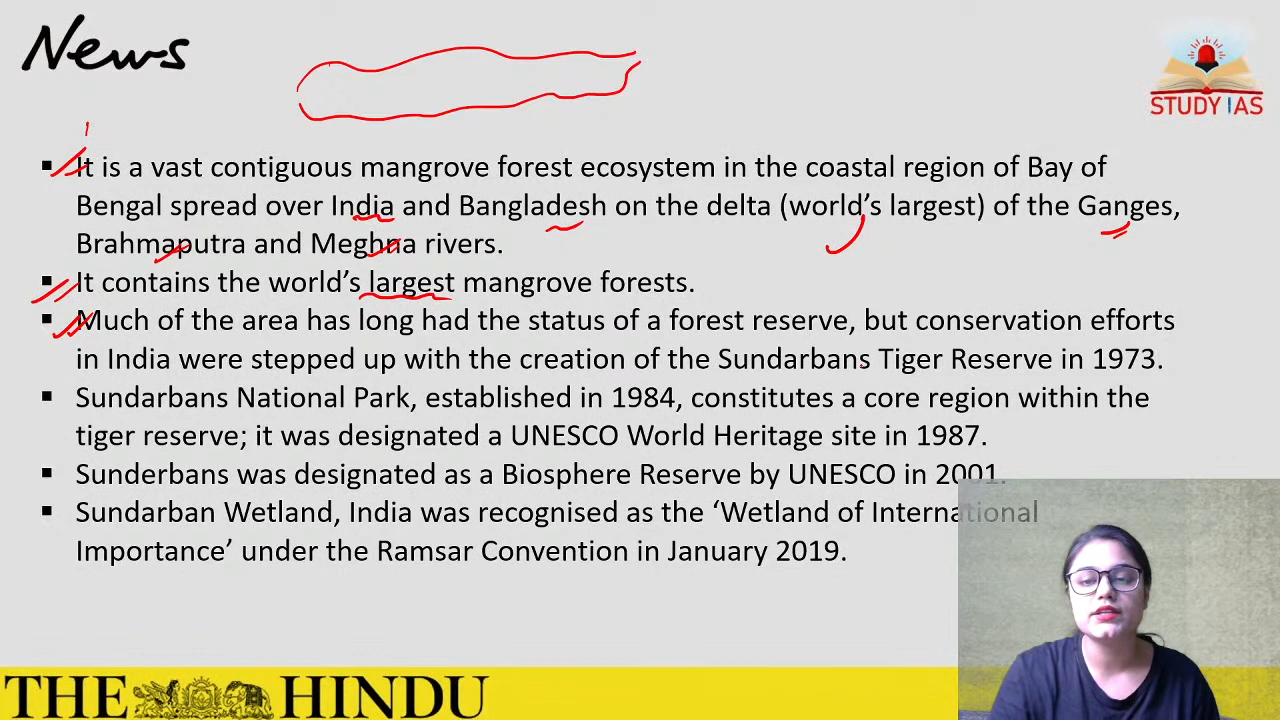 News
STUDY IAS
▪ It is a vast contiguous mangrove forest ecosystem in the coastal region of Bay of
Bengal spread over India and Bangladesh on the delta (world's largest) of the Ganges,
Brahmaputra and Meghna rivers.
▪ It contains the world's largest mangrove forests.
▪ Much of the area has long had the status of a forest reserve, but conservation efforts
in India were stepped up with the creation of the Sundarbans Tiger Reserve in 1973.
▪ Sundarbans National Park, established in 1984, constitutes a core region within the
tiger reserve; it was designated a UNESCO World Heritage site in 1987.
▪ Sunderbans was designated as a Biosphere Reserve by UNESCO in 2001.
▪ Sundarban Wetland, India was recognised as the ‘Wetland of International
Importance’ under the Ramsar Convention in January 2019.
THE HINDU